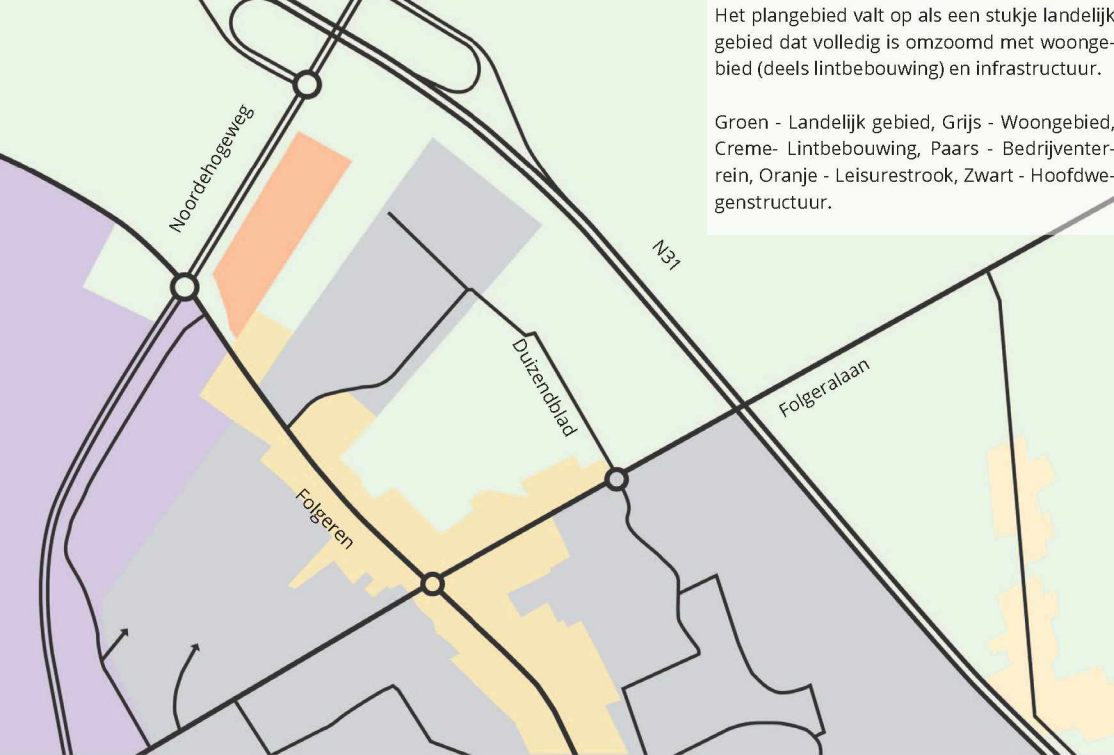 Het plangebied valt op als een stukje landelijk
gebied dat volledig is omzoomd met woonge-
bied (deels lintbebouwing) en infrastructuur.
Groen - Landelijk gebied, Grijs - Woongebied,
Creme- Lintbebouwing, Paars - Bedrijventer-
rein, Oranje - Leisurestrook, Zwart - Hoofdwe-
genstructuur.
Noordehogeweg
N31
Duizendblad
Folgeralaan
Folgeren